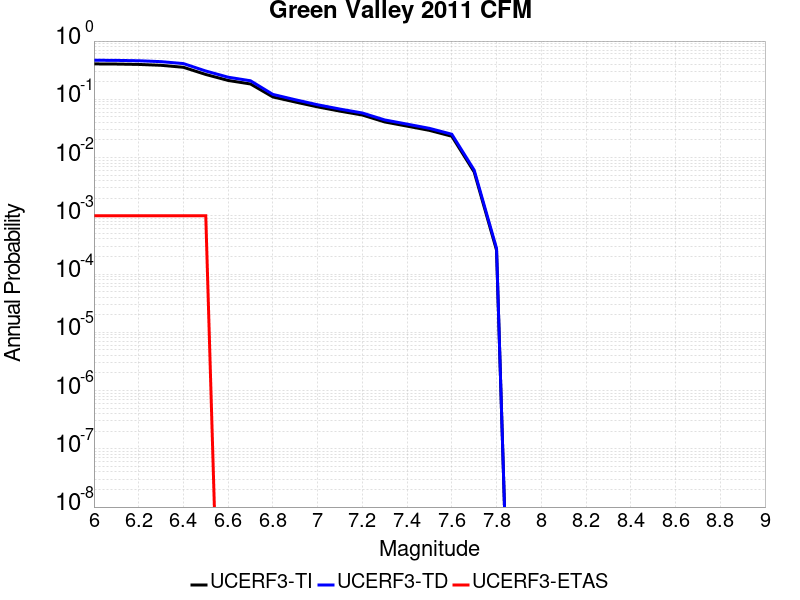 Green Valley 2011 CFM
10^0
10^-1
10^-2
10^-3
10^-4
10^-5
10^-6
10^-7
10^-8
Annual Probability
6 6.2 6.4 6.6 6.8 7 7.2 7.4 7.6 7.8 8 8.2 8.4 8.6 8.8 9
Magnitude
UCERF3-TI UCERF3-TD UCERF3-ETAS